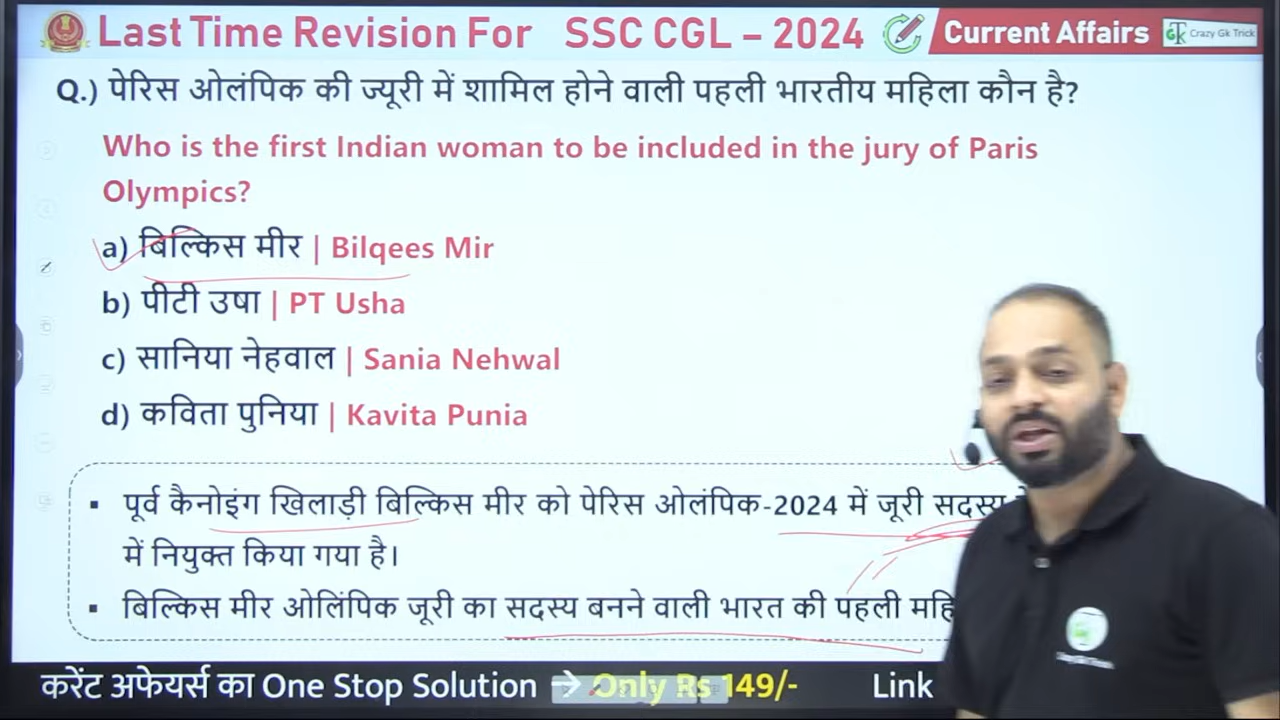 Last Time Revision For SSC CGL – 2024 Current Affairs Crazy Gk Trick
Q.) पेरिस ओलंपिक की ज्यूरी में शामिल होने वाली पहली भारतीय महिला कौन है?
Who is the first Indian woman to be included in the jury of Paris
Olympics?
a) बिल्किस मीर | Bilqees Mir
b) पीटी उषा | PT Usha
c) सानिया नेहवाल | Sania Nehwal
d) कविता पुनिया | Kavita Punia
▪ पूर्व कैनोइंग खिलाड़ी बिल्किस मीर को पेरिस ओलंपिक-2024 में जूरी सदस्य
में नियुक्त किया गया है।
▪ बिल्किस मीर ओलिंपिक जूरी का सदस्य बनने वाली भारत की पहली
करेंट अफेयर्स का One Stop Solution → Only Rs 149/- Link